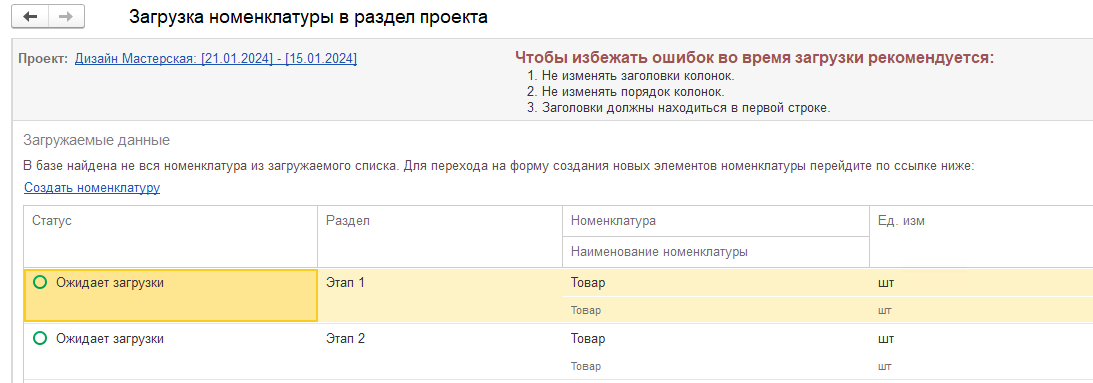 Загрузка номенклатуры в раздел проекта
Проект: Дизайн Мастерская: [21.01.2024] - [15.01.2024]
Чтобы избежать ошибок во время загрузки рекомендуется:
1. Не изменять заголовки колонок.
2. Не изменять порядок колонок.
3. Заголовки должны находиться в первой строке.
Загружаемые данные
В базе найдена не вся номенклатура из загружаемого списка. Для перехода на форму создания новых элементов номенклатуры перейдите по ссылке ниже:
Создать номенклатуру
Статус Раздел Номенклатура Ед. изм
Наименование номенклатуры
Ожидает загрузки Этап 1 Товар шт
Товар шт
Ожидает загрузки Этап 2 Товар шт
Товар шт